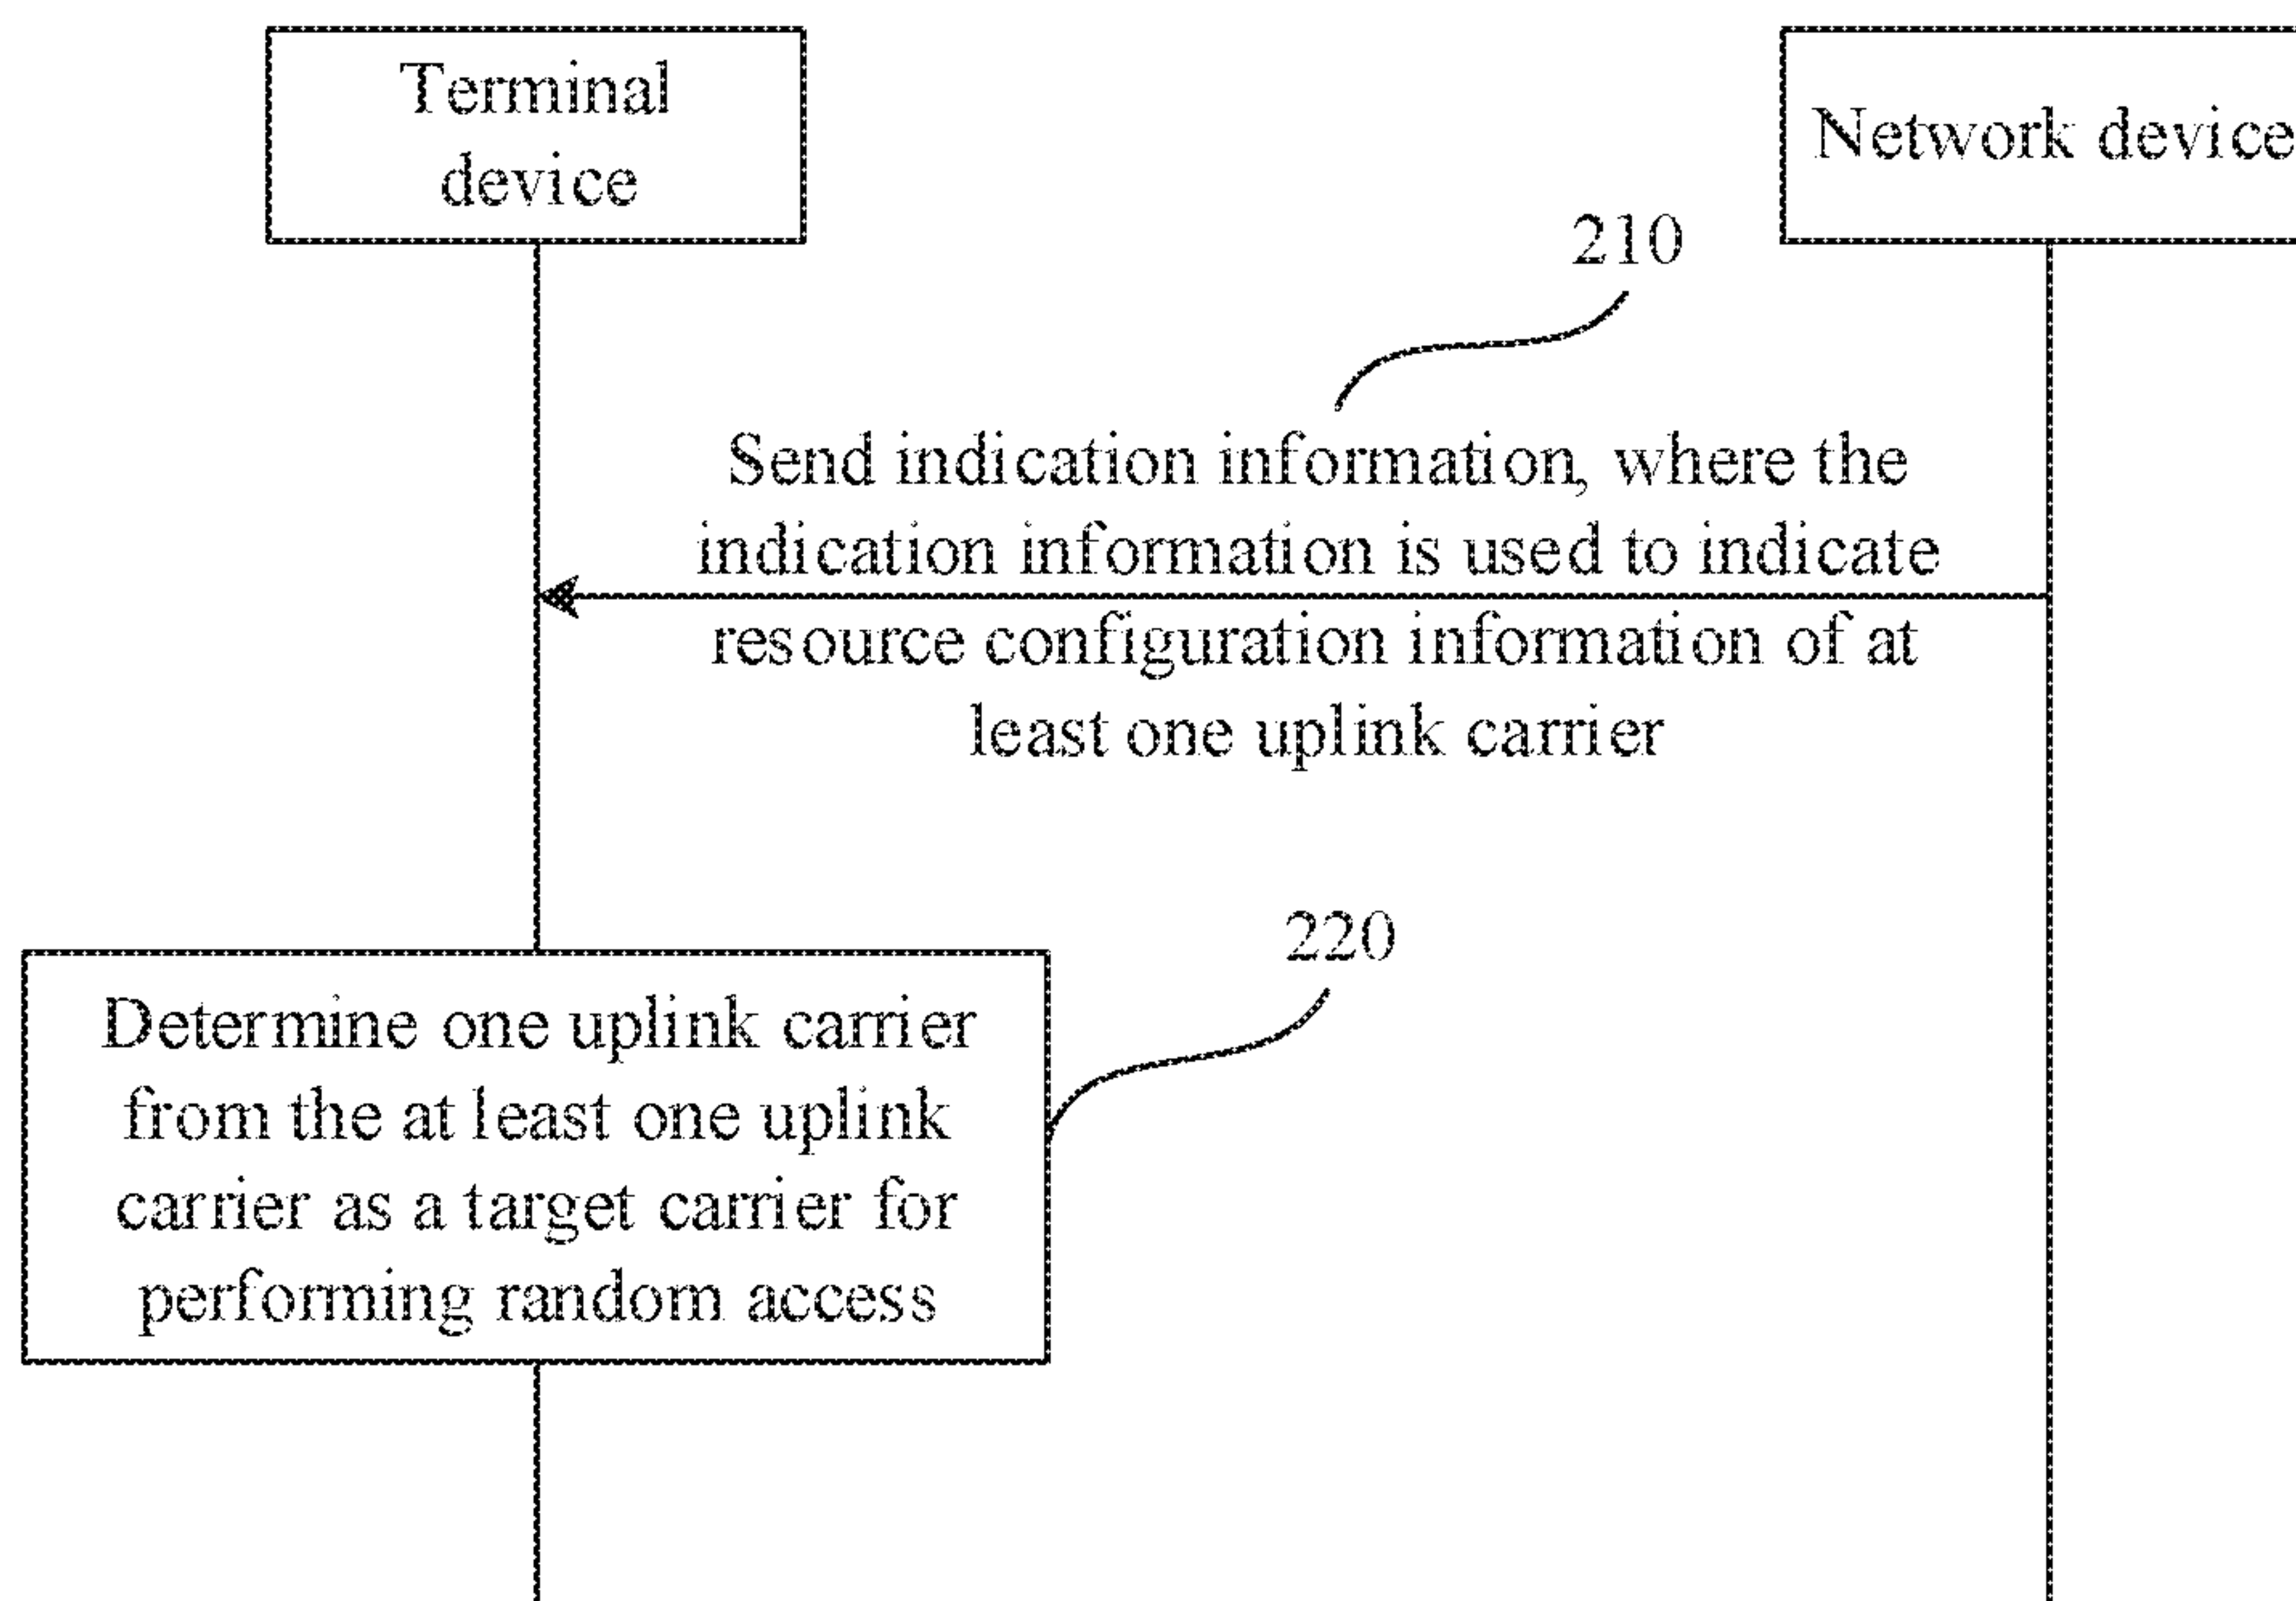 Terminal
device
Network device
210
Send indication information, where the
indication information is used to indicate
resource configuration information of at
least one uplink carrier
220
Determine one uplink carrier
from the at least one uplink
carrier as a target carrier for
performing random access